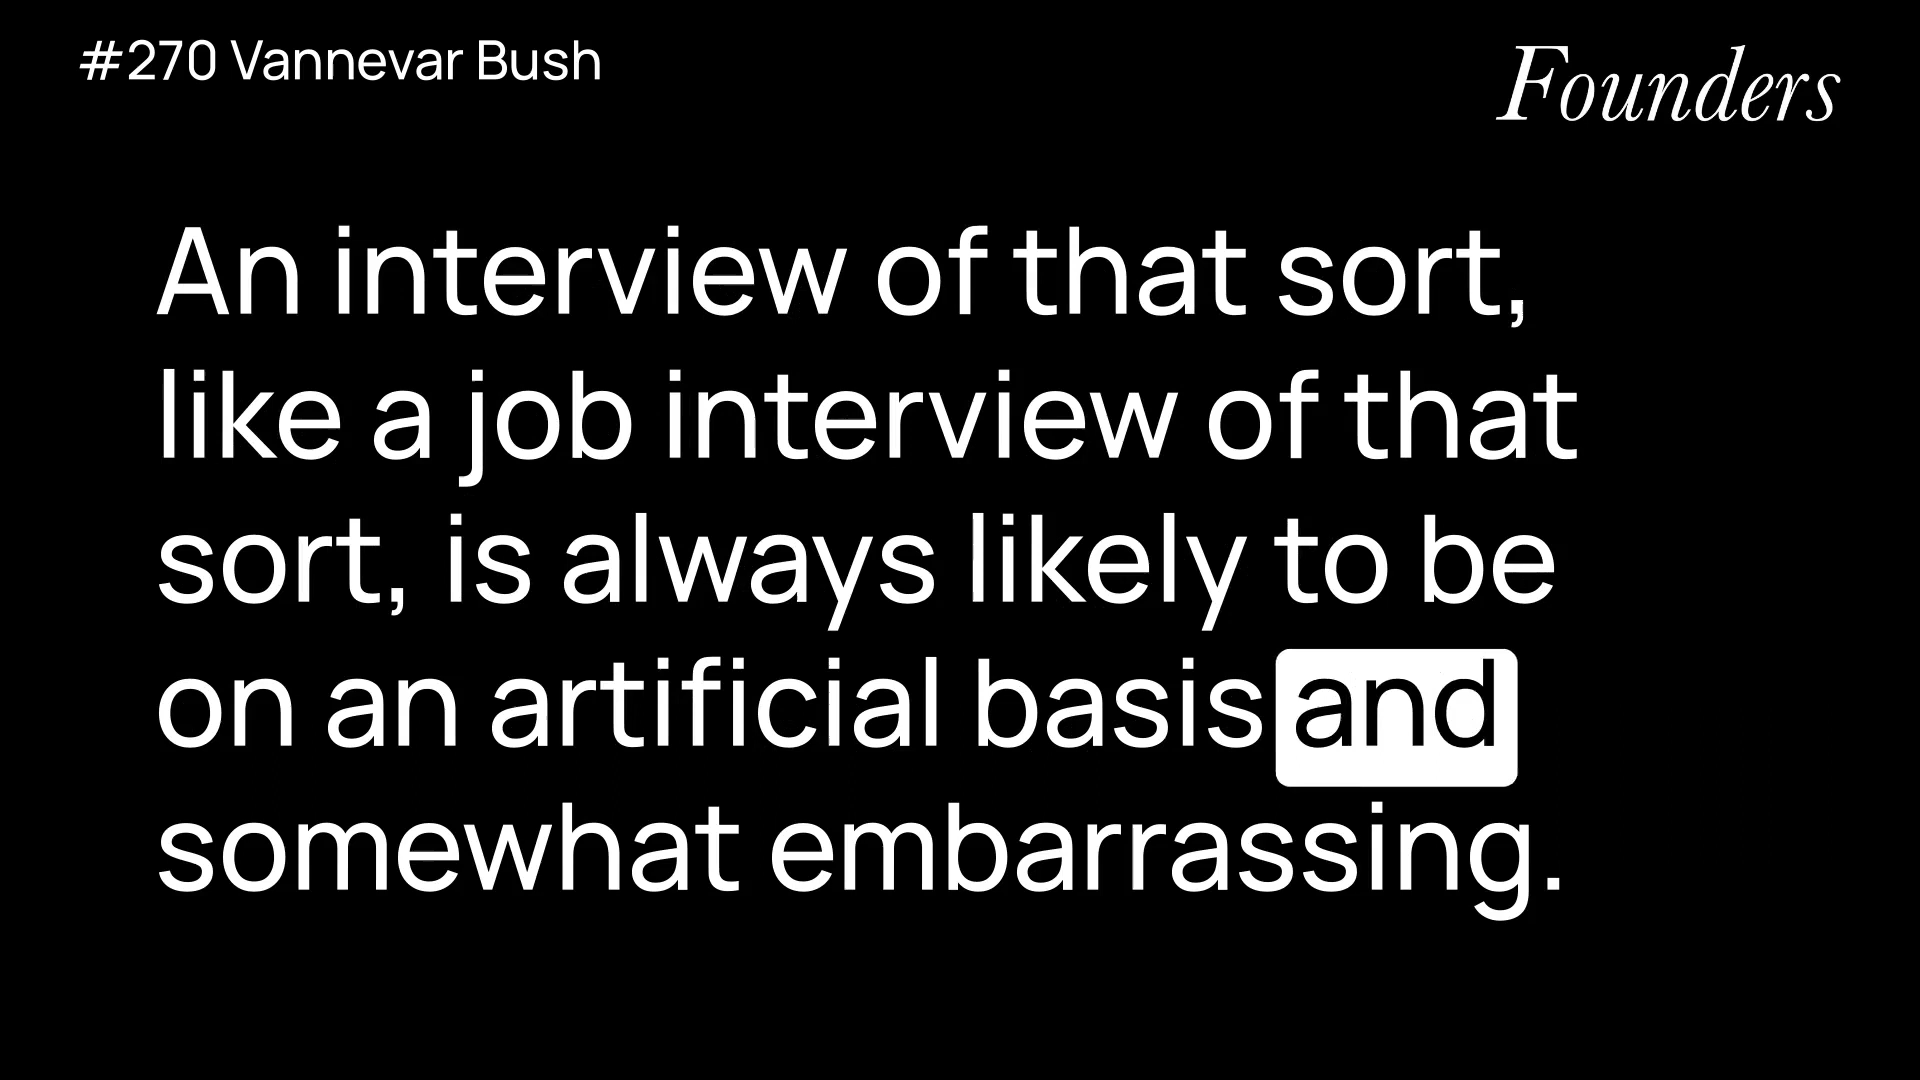 #270 Vannevar Bush
Founders
An interview of that sort,
like a job interview of that
sort, is always likely to be
on an artificial basis and
somewhat embarrassing.